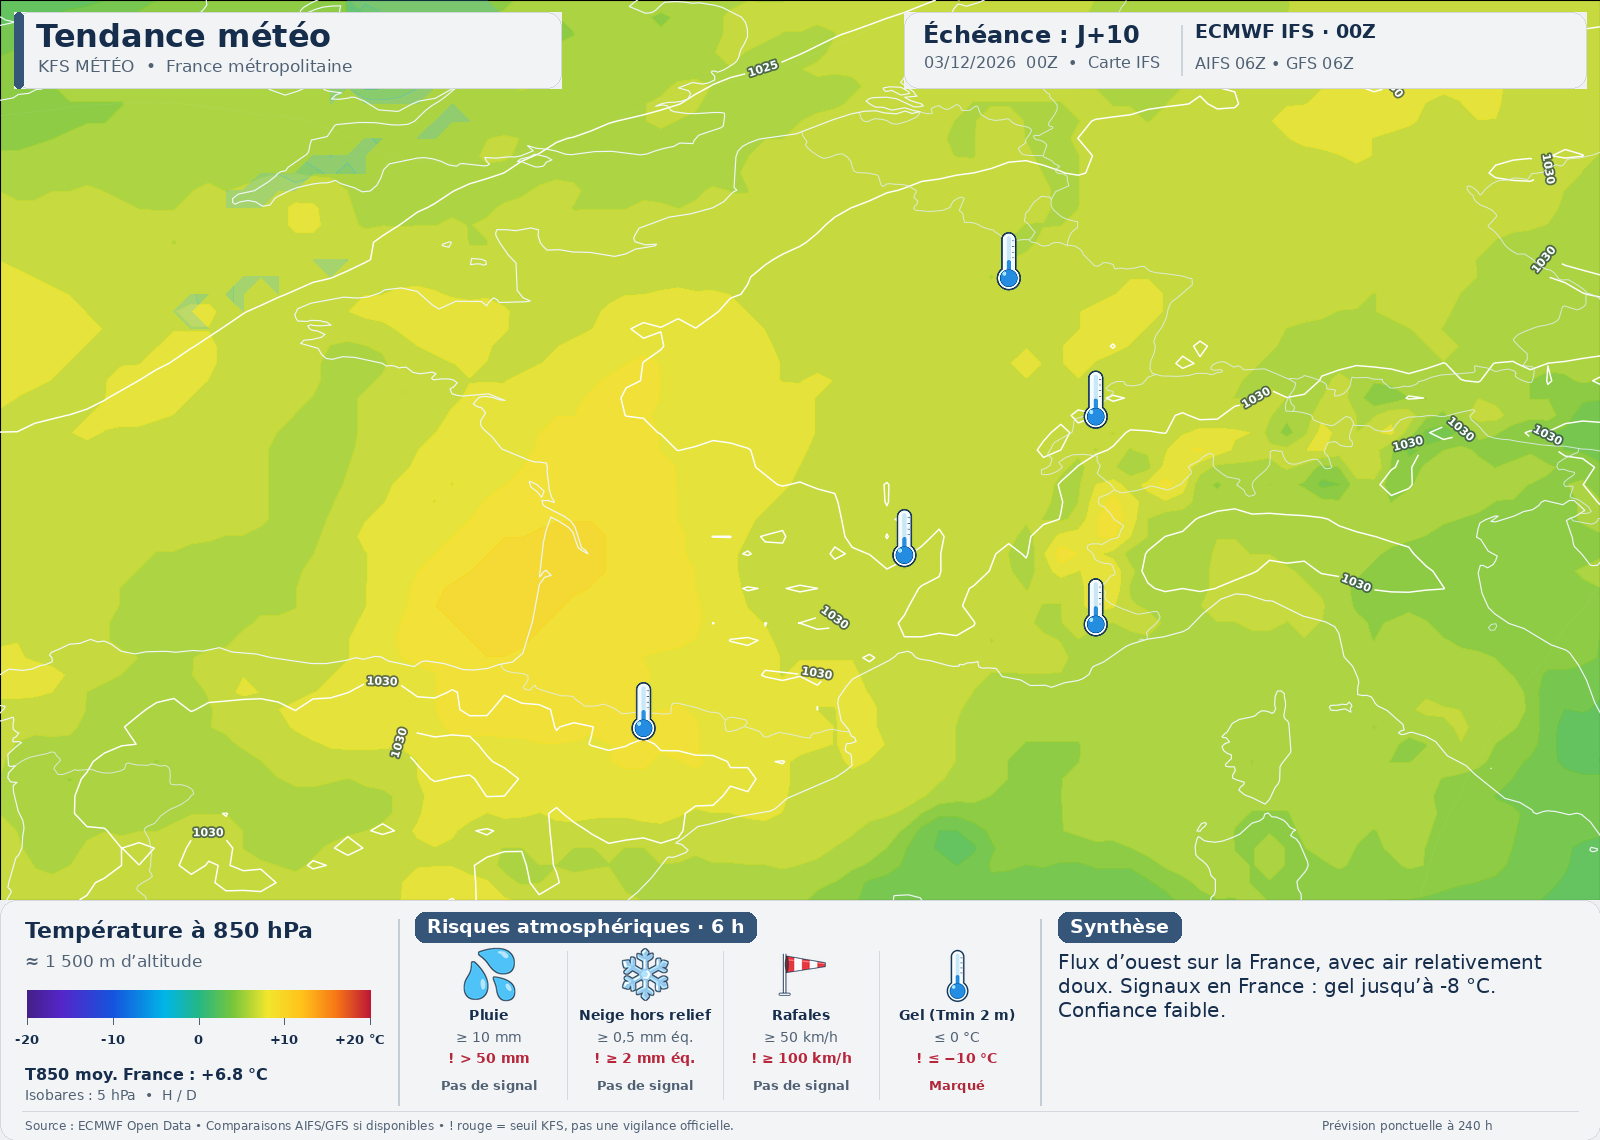 Tendance météo
KFS MÉTÉO • France métropolitaine
Échéance : J+10
03/12/2026 00Z • Carte IFS
ECMWF IFS · 00Z
AIFS 06Z • GFS 06Z
1025
1030
1030
1030
1030
1030
1030
1030
1030
1030
1030
1030
1030
Température à 850 hPa
≈ 1 500 m d’altitude
-20 -10 0 +10 +20 °C
T850 moy. France : +6.8 °C
Isobares : 5 hPa • H / D
Risques atmosphériques · 6 h
Pluie
≥ 10 mm
! > 50 mm
Pas de signal
Neige hors relief
≥ 0,5 mm éq.
! ≥ 2 mm éq.
Pas de signal
Rafales
≥ 50 km/h
! ≥ 100 km/h
Pas de signal
Gel (Tmin 2 m)
≤ 0 °C
! ≤ −10 °C
Marqué
Synthèse
Flux d’ouest sur la France, avec air relativement
doux. Signaux en France : gel jusqu’à -8 °C.
Confiance faible.
Source : ECMWF Open Data • Comparaisons AIFS/GFS si disponibles • ! rouge = seuil KFS, pas une vigilance officielle.
Prévision ponctuelle à 240 h